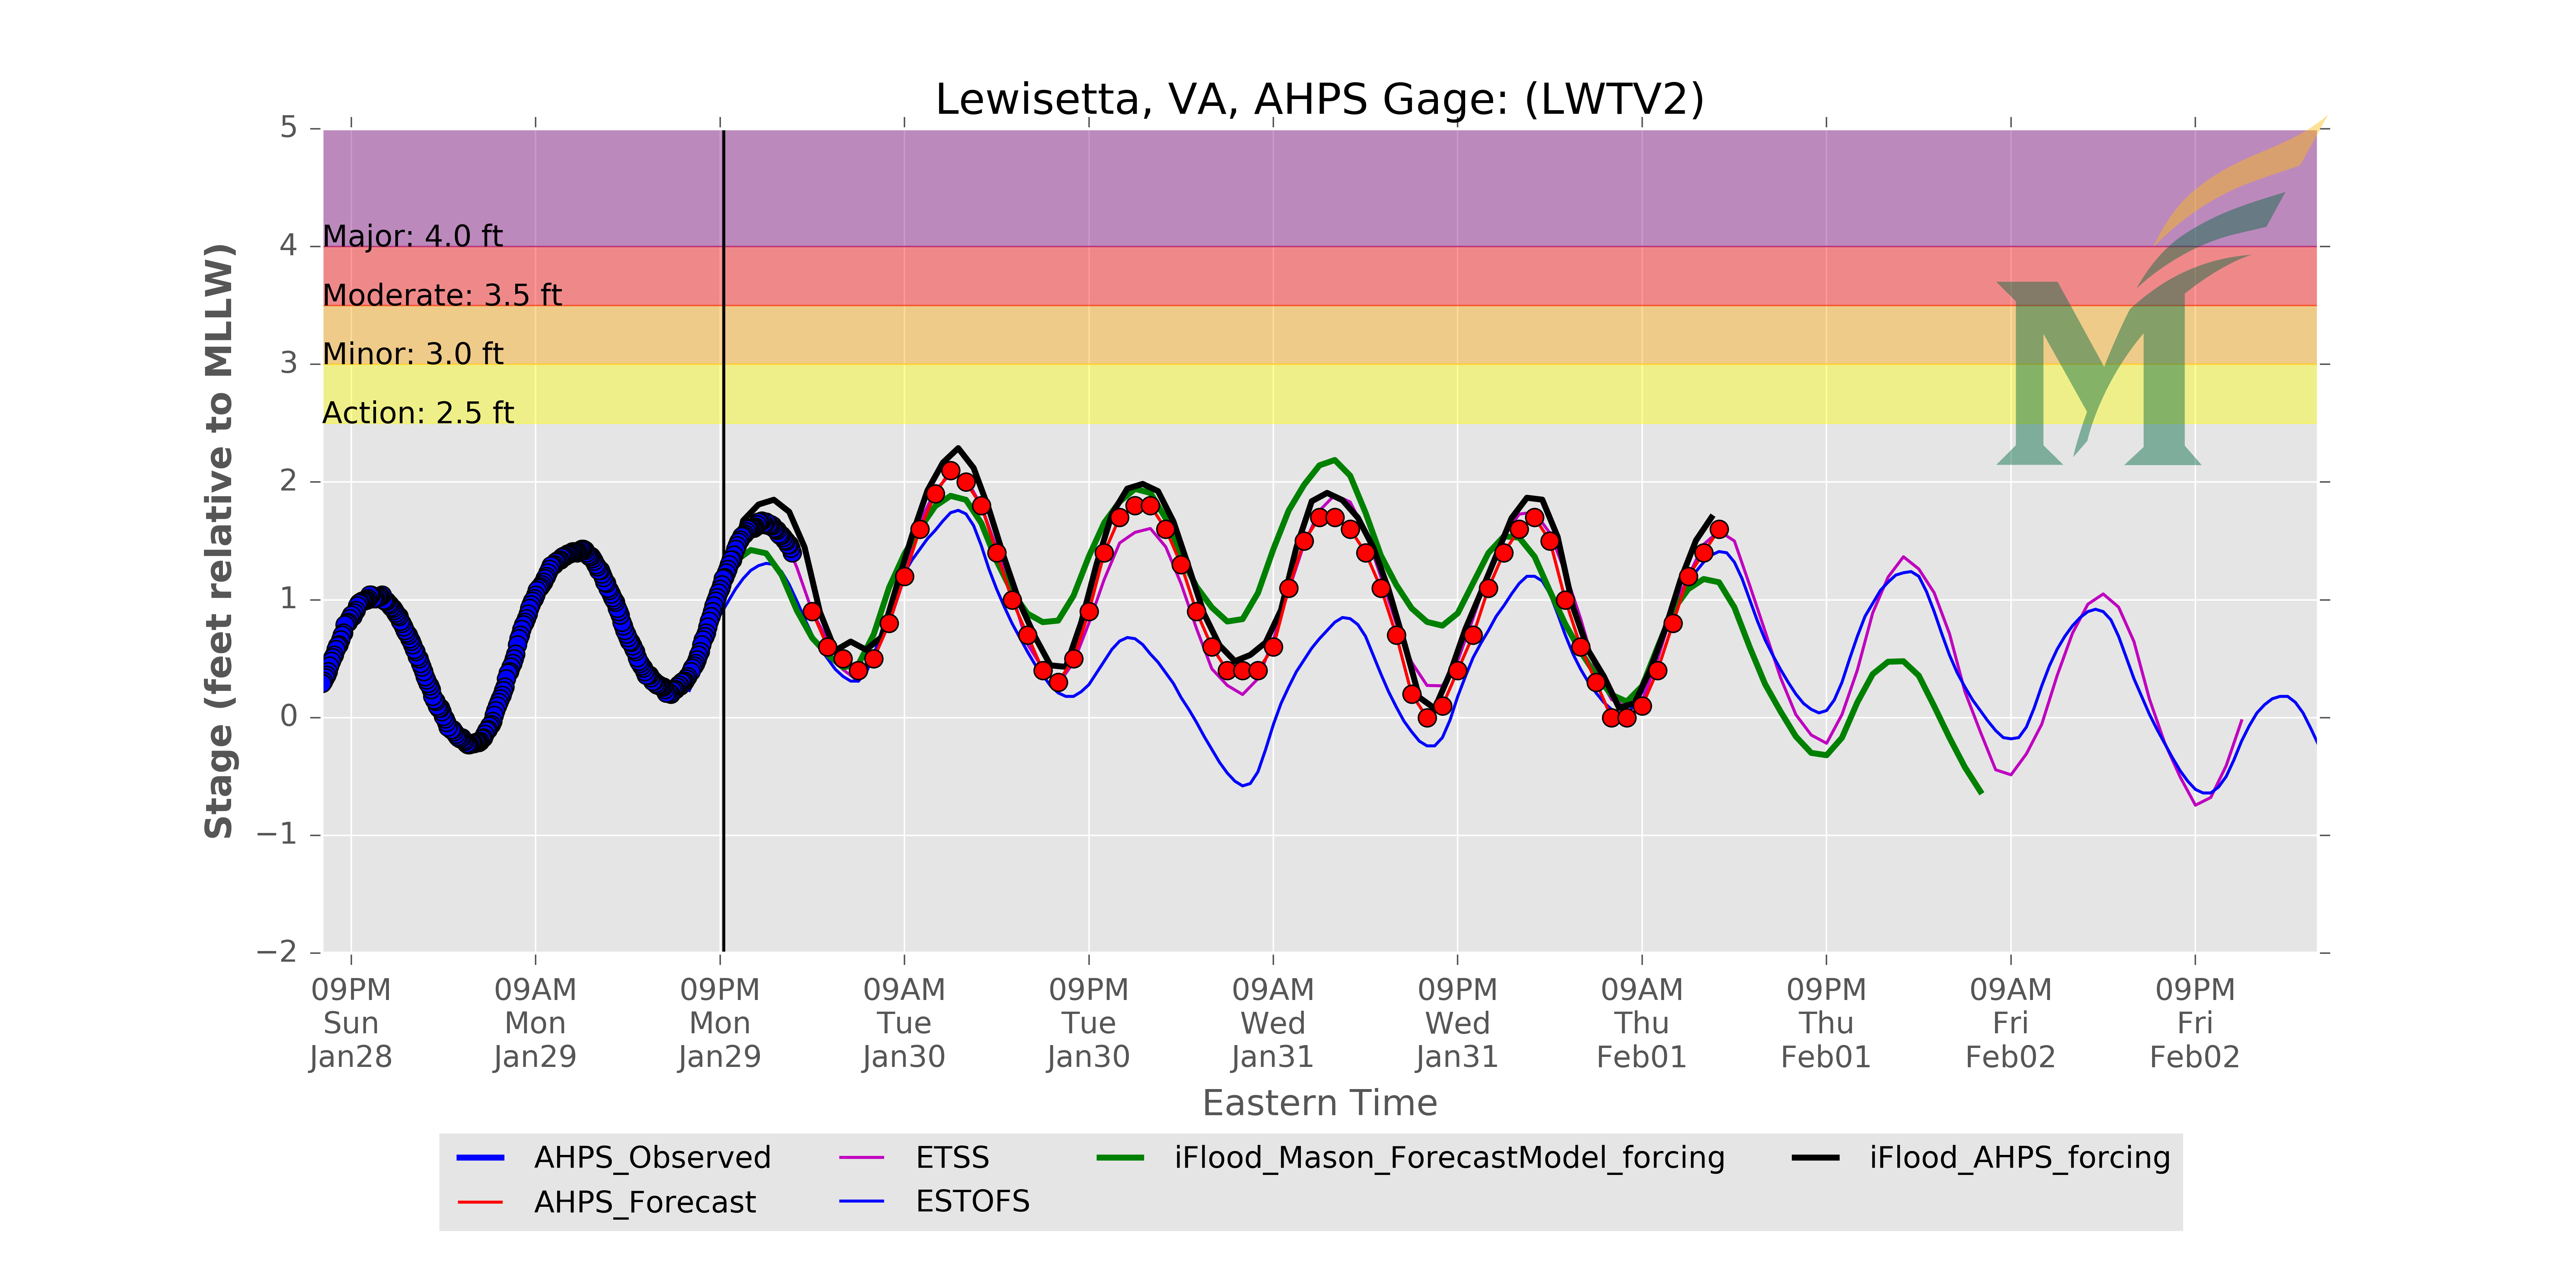 Lewisetta, VA, AHPS Gage: (LWTV2)
Stage (feet relative to MLLW)
5
4
3
2
1
0
−1
−2
Major: 4.0 ft
Moderate: 3.5 ft
Minor: 3.0 ft
Action: 2.5 ft
M
09PM 09AM 09PM 09AM 09PM 09AM 09PM 09AM 09PM 09AM 09PM
Sun Mon Mon Tue Tue Wed Wed Thu Thu Fri Fri
Jan28 Jan29 Jan29 Jan30 Jan30 Jan31 Jan31 Feb01 Feb01 Feb02 Feb02
Eastern Time
AHPS_Observed ETSS iFlood_Mason_ForecastModel_forcing iFlood_AHPS_forcing
AHPS_Forecast ESTOFS